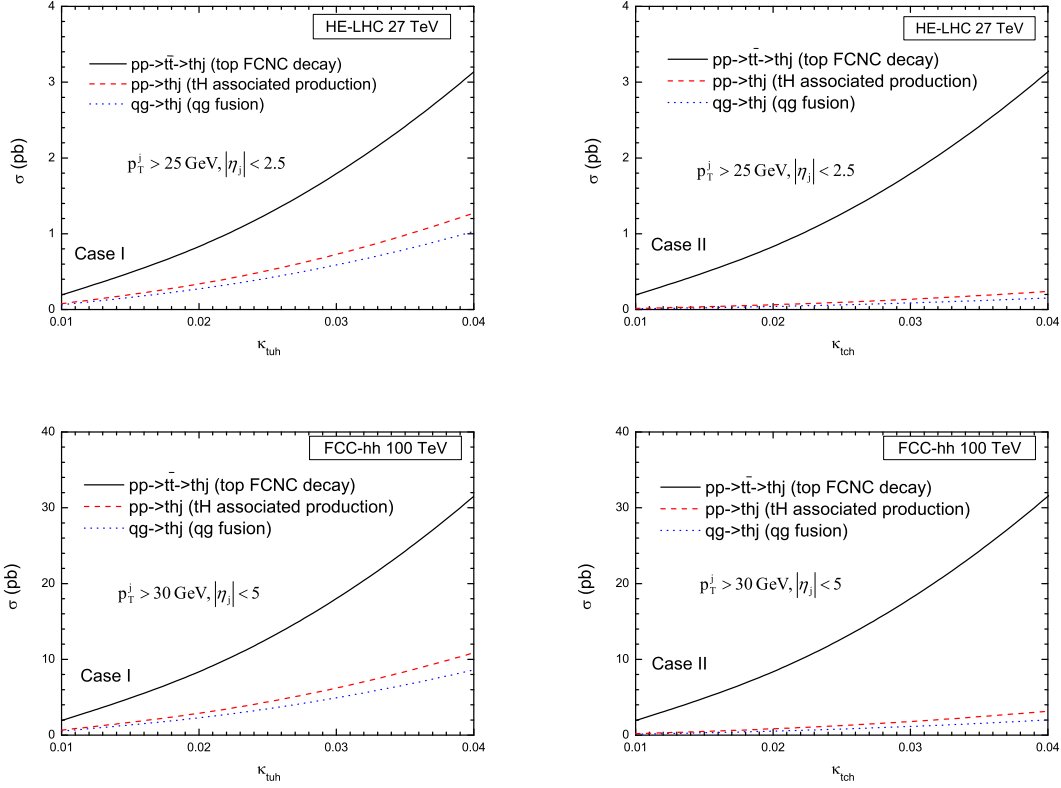 HE-LHC 27 TeV
pp->tt̄->thj (top FCNC decay)
pp->thj (tH associated production)
qg->thj (qg fusion)
p_T^j > 25 GeV, |η_j| < 2.5
Case I
σ (pb)
4
3
2
1
0
0.01 0.02 0.03 0.04
κ_tuh
HE-LHC 27 TeV
pp->tt̄->thj (top FCNC decay)
pp->thj (tH associated production)
qg->thj (qg fusion)
p_T^j > 25 GeV, |η_j| < 2.5
Case II
σ (pb)
4
3
2
1
0
0.01 0.02 0.03 0.04
κ_tch
FCC-hh 100 TeV
pp->tt̄->thj (top FCNC decay)
pp->thj (tH associated production)
qg->thj (qg fusion)
p_T^j > 30 GeV, |η_j| < 5
Case I
σ (pb)
40
30
20
10
0
0.01 0.02 0.03 0.04
κ_tuh
FCC-hh 100 TeV
pp->tt̄->thj (top FCNC decay)
pp->thj (tH associated production)
qg->thj (qg fusion)
p_T^j > 30 GeV, |η_j| < 5
Case II
σ (pb)
40
30
20
10
0
0.01 0.02 0.03 0.04
κ_tch